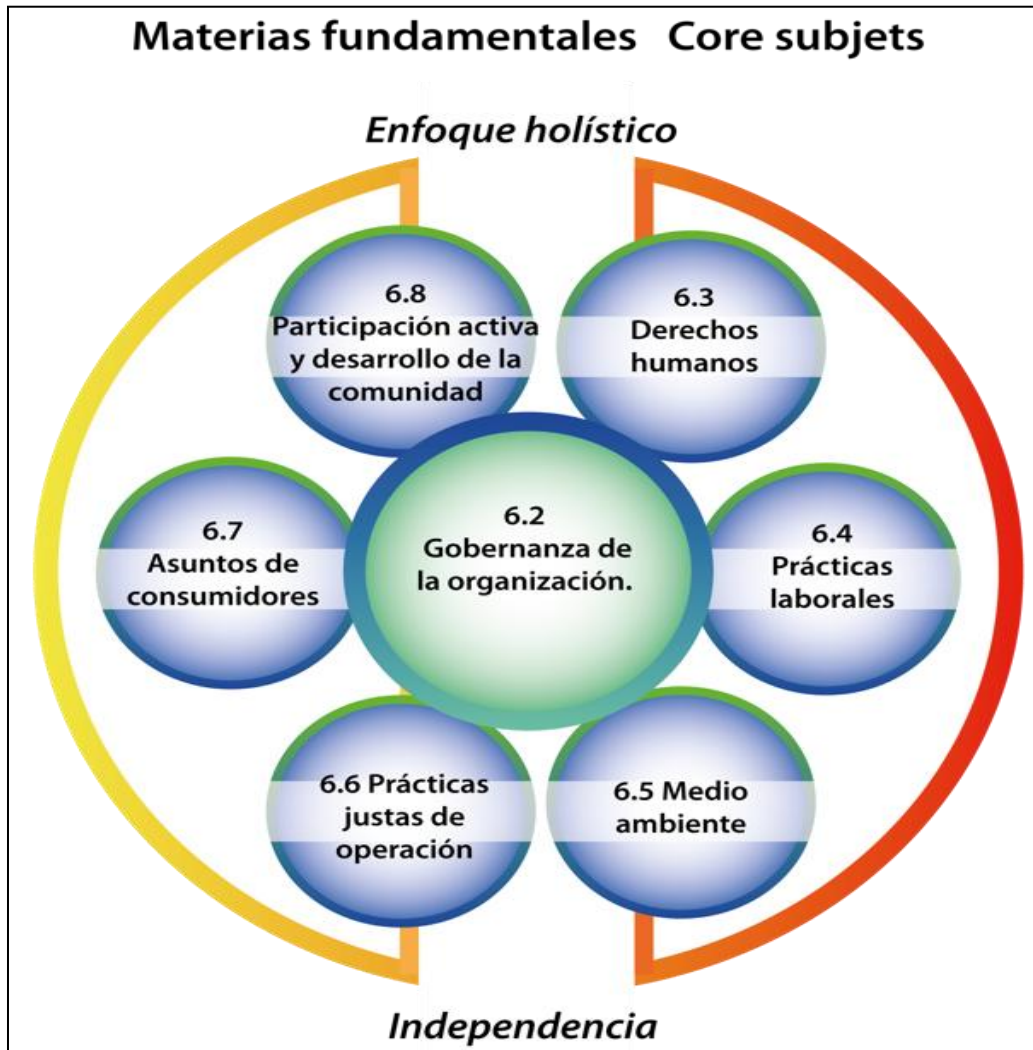 Materias fundamentales Core subjets
Enfoque holístico
6.8
Participación activa
y desarrollo de la
comunidad
6.3
Derechos
humanos
6.7
Asuntos de
consumidores
6.2
Gobernanza de
la organización.
6.4
Prácticas
laborales
6.6 Prácticas
justas de
operación
6.5 Medio
ambiente
Independencia